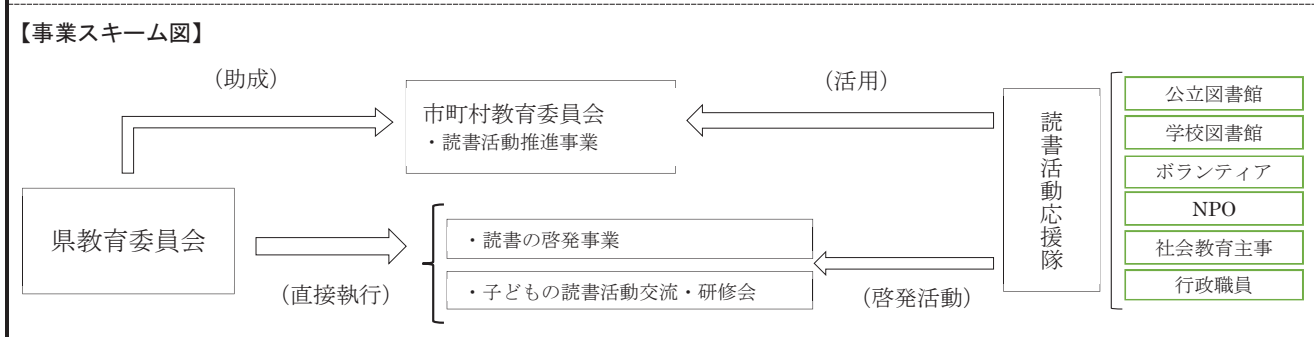 【事業スキーム図】
（助成）
（活用）
市町村教育委員会
・読書活動推進事業
県教育委員会
（直接執行）
・読書の啓発事業
・子どもの読書活動交流・研修会
（啓発活動）
読書活動応援隊
公立図書館
学校図書館
ボランティア
NPO
社会教育主事
行政職員